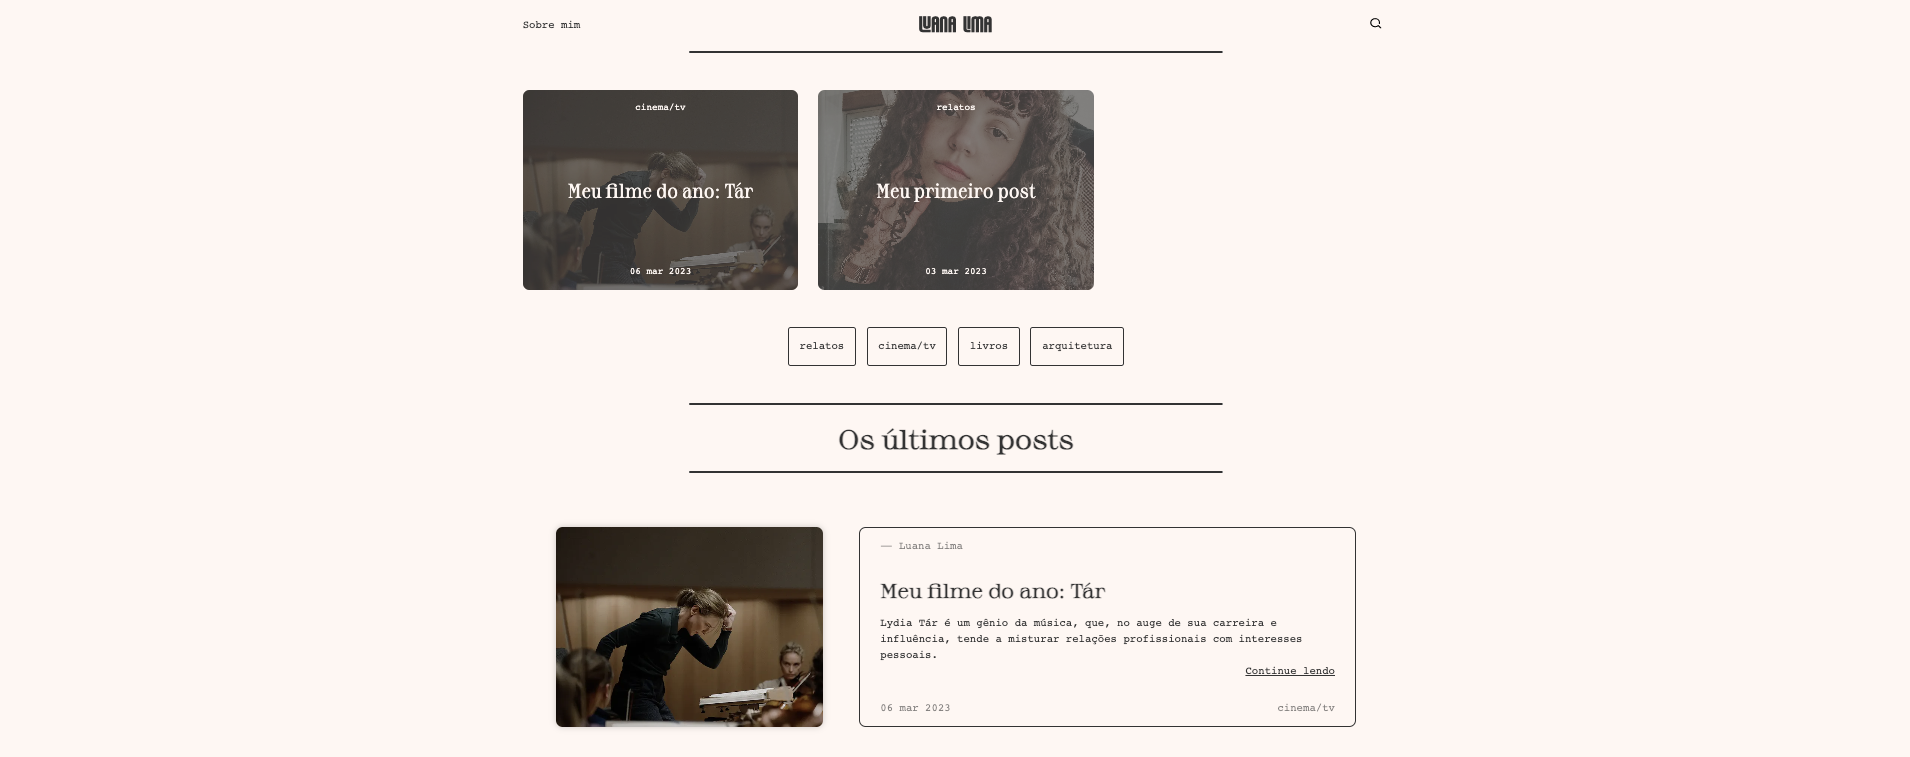 Sobre mim
LUANA LIMA
cinema/tv
Meu filme do ano: Tár
06 mar 2023
relatos
Meu primeiro post
03 mar 2023
relatos
cinema/tv
livros
arquitetura
Os últimos posts
— Luana Lima
Meu filme do ano: Tár
Lydia Tár é um gênio da música, que, no auge de sua carreira e
influência, tende a misturar relações profissionais com interesses
pessoais.
Continue lendo
06 mar 2023
cinema/tv